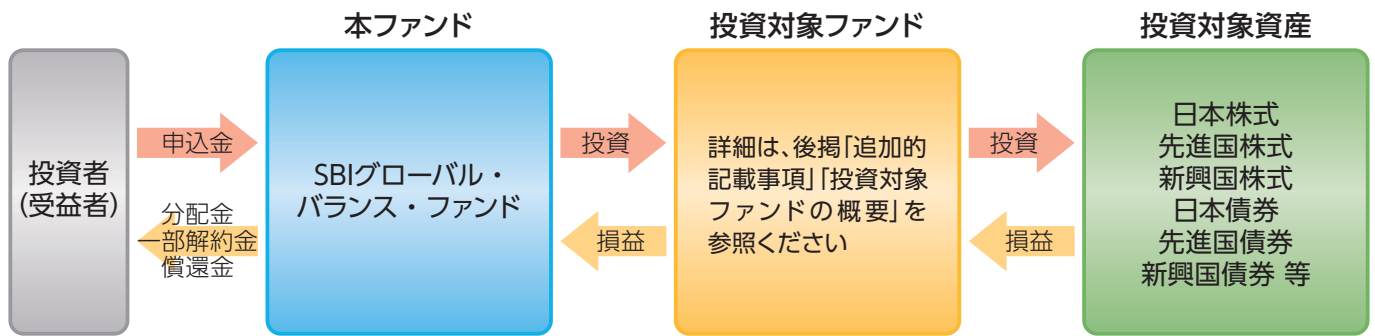 本ファンド
投資対象ファンド
投資対象資産
投資者
(受益者)
申込金
分配金
一部解約金
償還金
SBIグローバル・
バランス・ファンド
投資
損益
詳細は、後掲「追加的
記載事項」「投資対象
ファンドの概要」を
参照ください
投資
損益
日本株式
先進国株式
新興国株式
日本債券
先進国債券
新興国債券 等